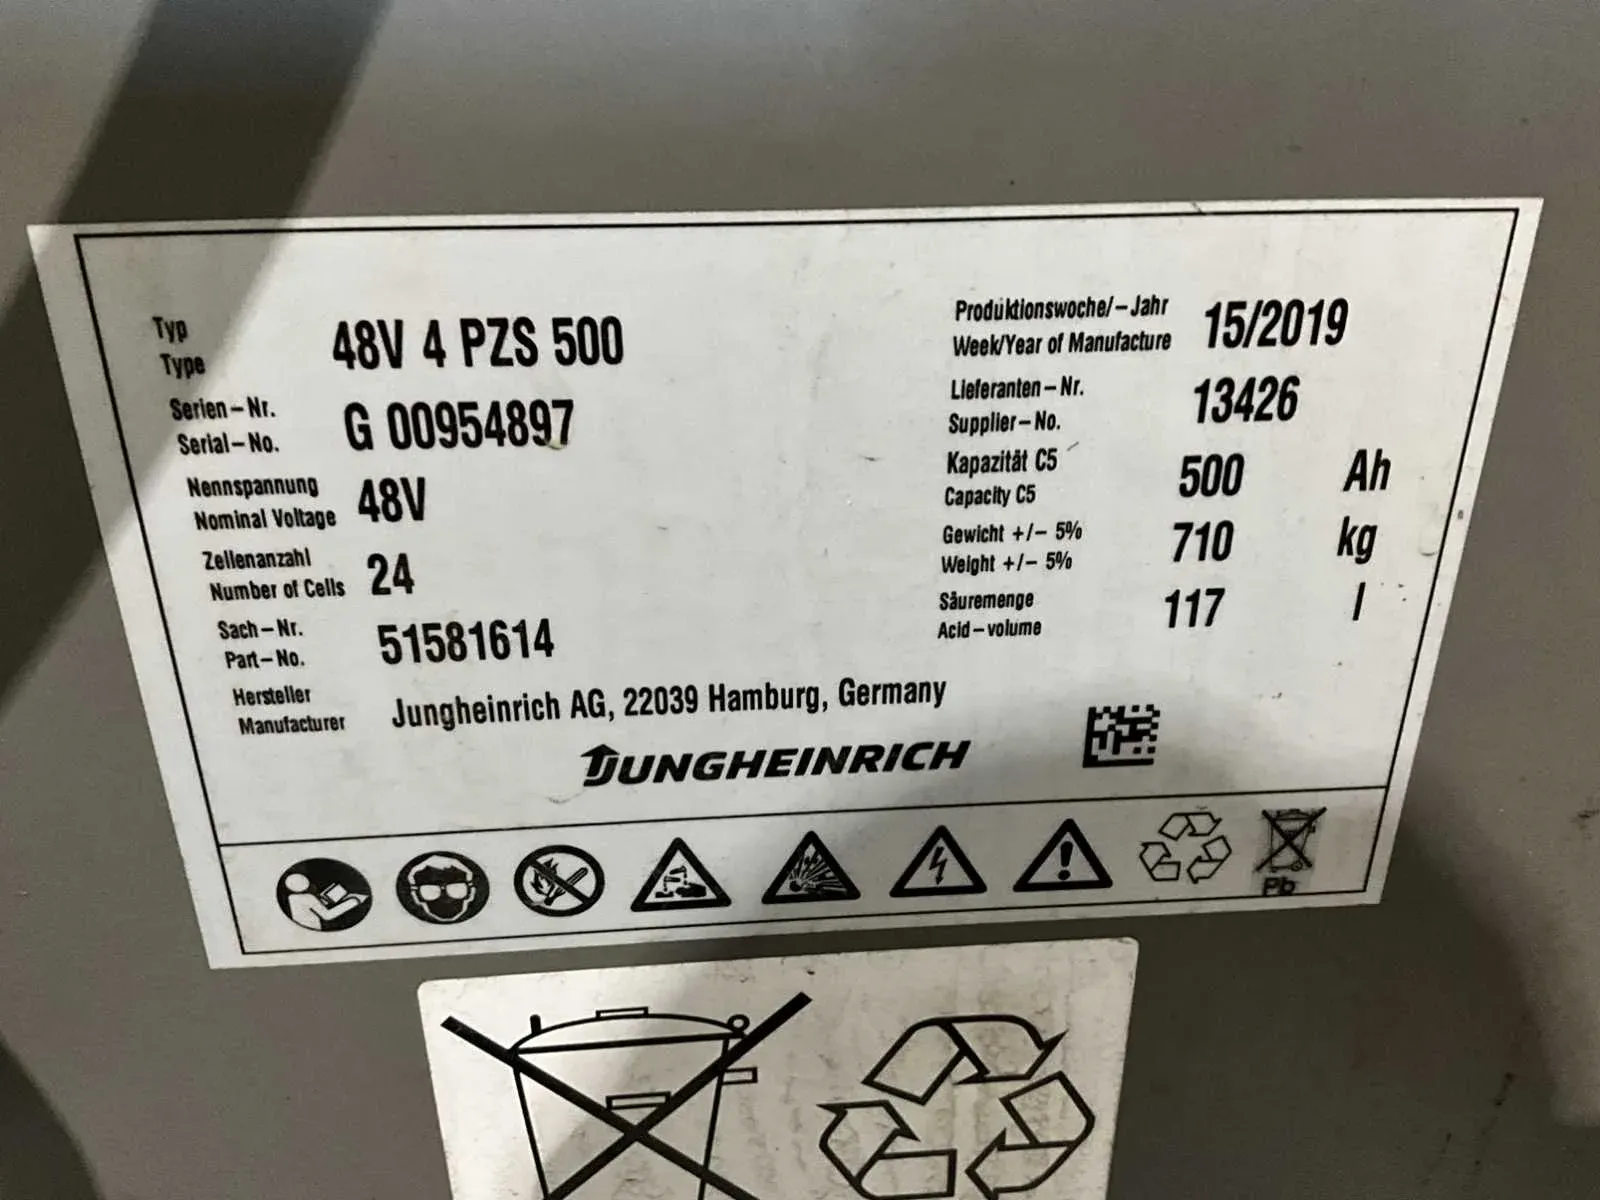 Typ
Type
48V 4 PZS 500
Serien-Nr.
Serial-No.
G 00954897
Nennspannung
Nominal Voltage
48V
Zellenanzahl
Number of Cells
24
Sach-Nr.
Part-No.
51581614
Hersteller
Manufacturer
Jungheinrich AG, 22039 Hamburg, Germany
Produktionswoche/-Jahr
Week/Year of Manufacture
15/2019
Lieferanten-Nr.
Supplier-No.
13426
Kapazität C5
Capacity C5
500 Ah
Gewicht +/- 5%
Weight +/- 5%
710 kg
Säuremenge
Acid-volume
117 l
JUNGHEINRICH
Pb